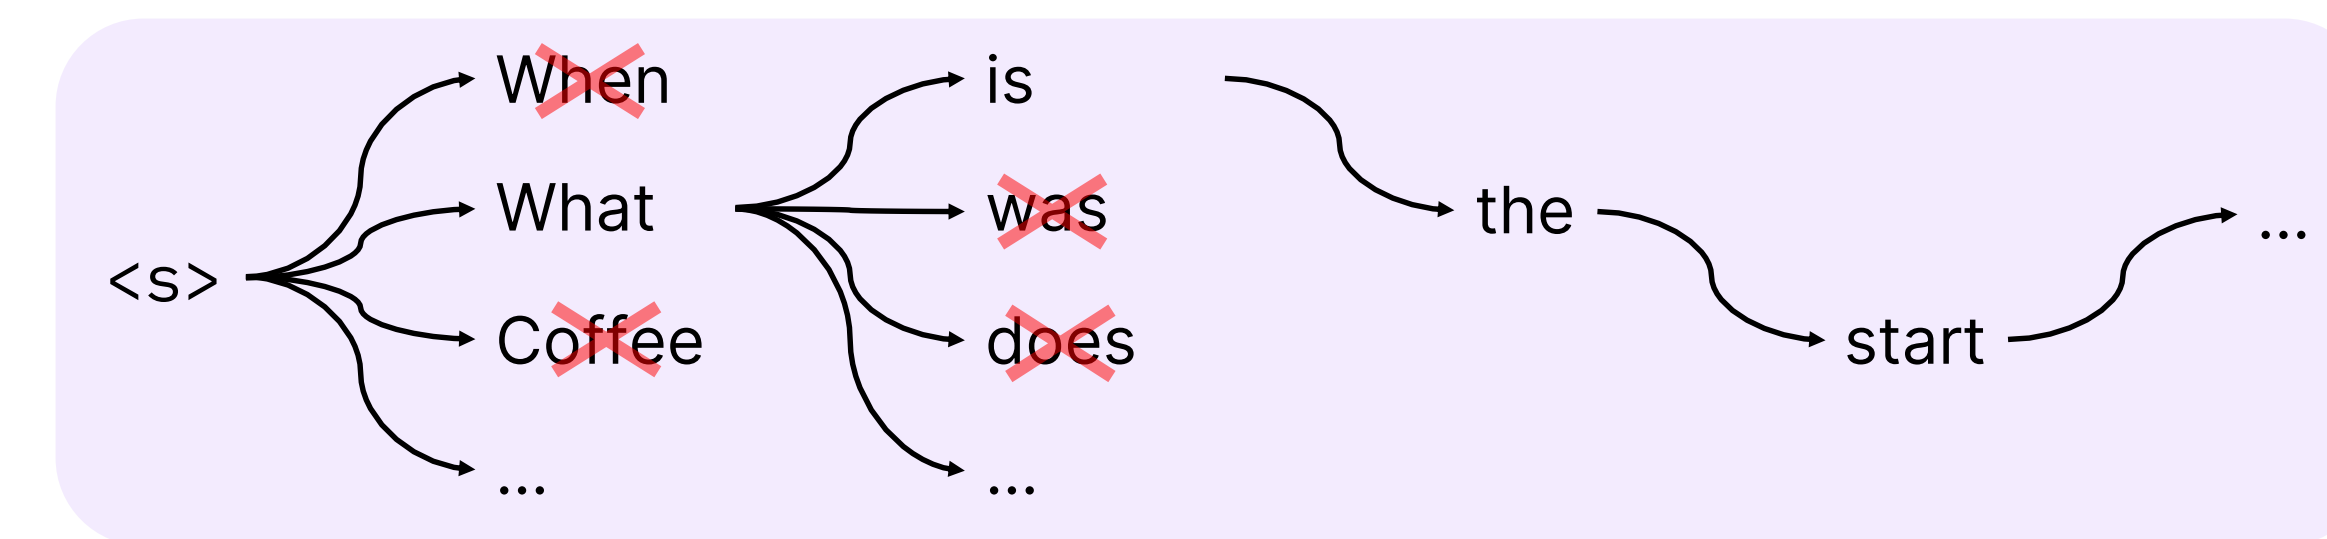 <s>
When
What
Coffee
...
is
was
does
...
the
start
...